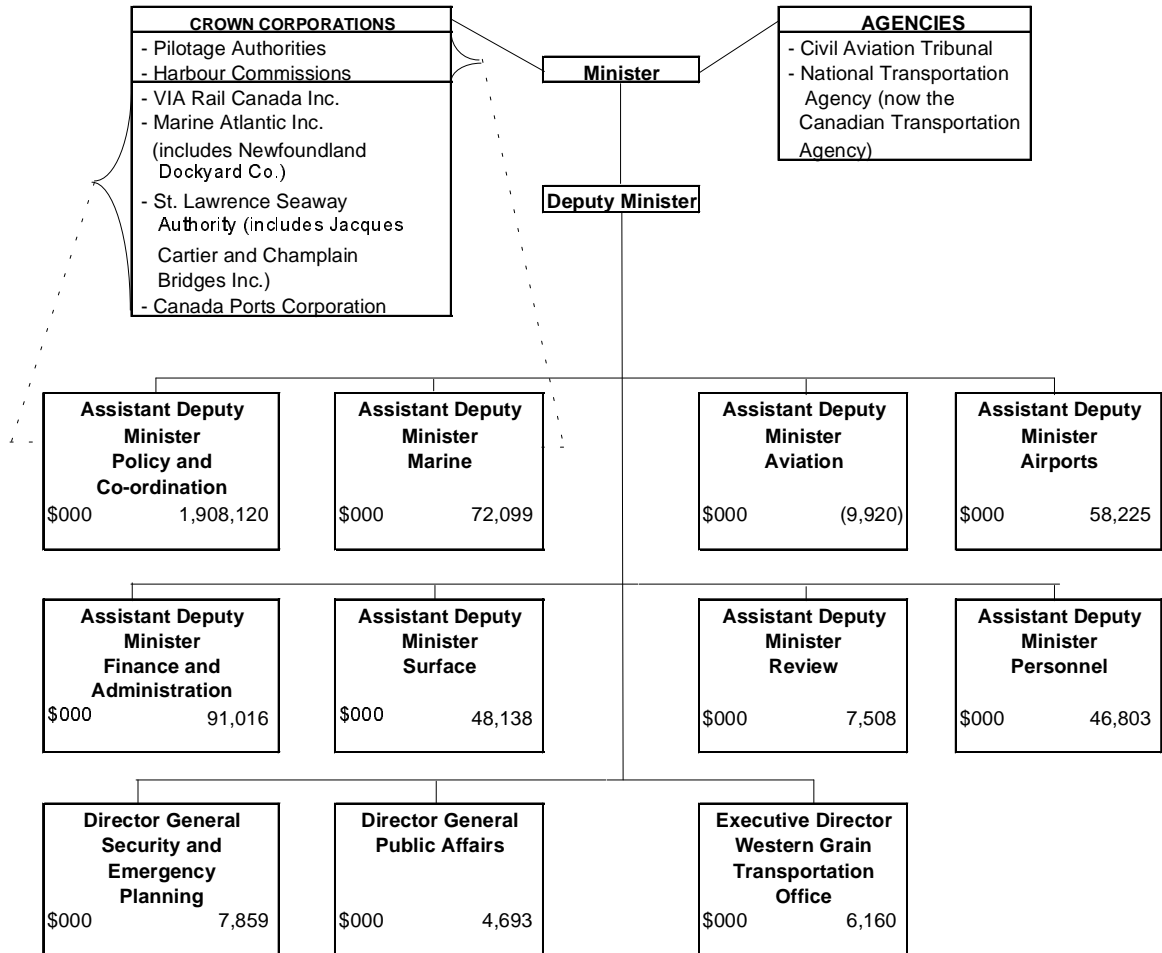 CROWN CORPORATIONS
- Pilotage Authorities
- Harbour Commissions
- VIA Rail Canada Inc.
- Marine Atlantic Inc.
(includes Newfoundland
Dockyard Co.)
- St. Lawrence Seaway
Authority (includes Jacques
Cartier and Champlain
Bridges Inc.)
- Canada Ports Corporation
Minister
AGENCIES
- Civil Aviation Tribunal
- National Transportation
Agency (now the
Canadian Transportation
Agency)
Deputy Minister
Assistant Deputy
Minister
Policy and
Co-ordination
$000 1,908,120
Assistant Deputy
Minister
Marine
$000 72,099
Assistant Deputy
Minister
Aviation
$000 (9,920)
Assistant Deputy
Minister
Airports
$000 58,225
Assistant Deputy
Minister
Finance and
Administration
$000 91,016
Assistant Deputy
Minister
Surface
$000 48,138
Assistant Deputy
Minister
Review
$000 7,508
Assistant Deputy
Minister
Personnel
$000 46,803
Director General
Security and
Emergency
Planning
$000 7,859
Director General
Public Affairs
$000 4,693
Executive Director
Western Grain
Transportation
Office
$000 6,160